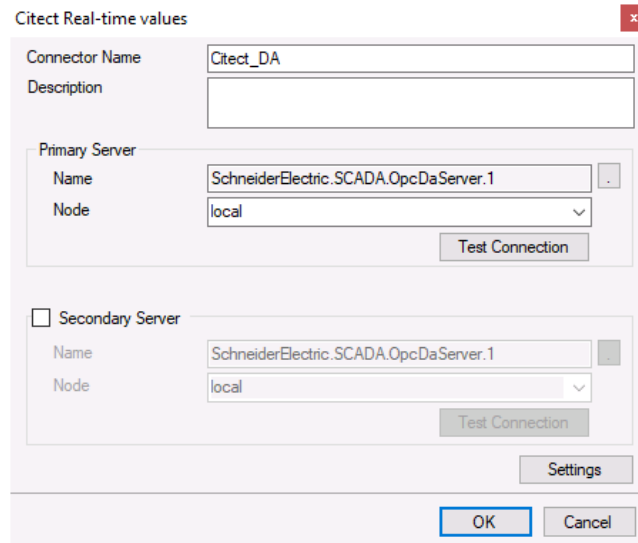 Citect Real-time values
x
Connector Name Citect_DA
Description
Primary Server
Name SchneiderElectric.SCADA.OpcDaServer.1 .
Node local
Test Connection
Secondary Server
Name SchneiderElectric.SCADA.OpcDaServer.1 .
Node local
Test Connection
Settings
OK Cancel